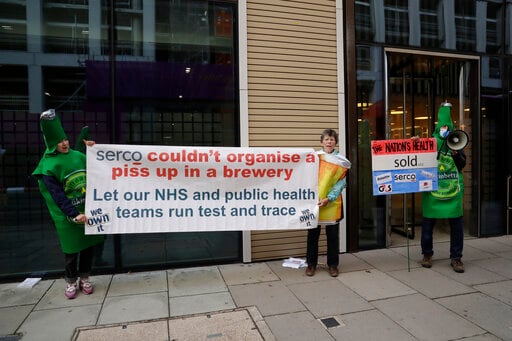 serco couldn't organise a
piss up in a brewery
Let our NHS and public health
teams run test and trace
we
own
it
we
own
it
THE NATION'S HEALTH
sold
G4S
serco